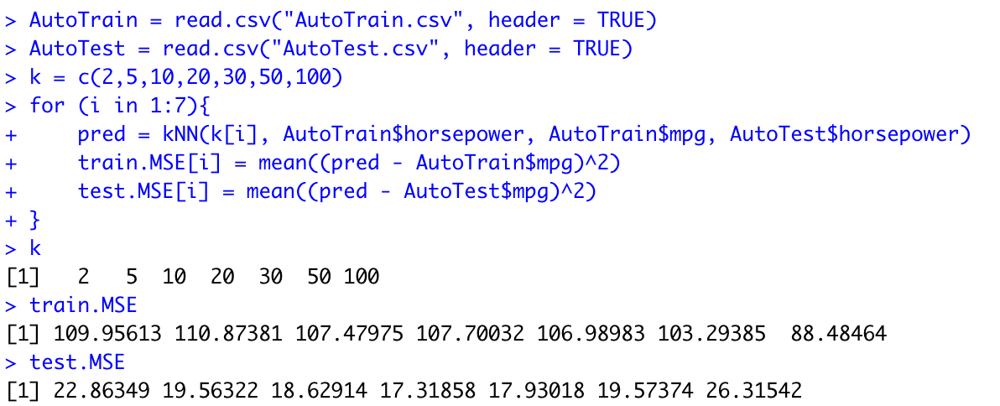 > AutoTrain = read.csv("AutoTrain.csv", header = TRUE)
> AutoTest = read.csv("AutoTest.csv", header = TRUE)
> k = c(2,5,10,20,30,50,100)
> for (i in 1:7){
+     pred = kNN(k[i], AutoTrain$horsepower, AutoTrain$mpg, AutoTest$horsepower)
+     train.MSE[i] = mean((pred - AutoTrain$mpg)^2)
+     test.MSE[i] = mean((pred - AutoTest$mpg)^2)
+ }
> k
[1]   2   5  10  20  30  50 100
> train.MSE
[1] 109.95613 110.87381 107.47975 107.70032 106.98983 103.29385  88.48464
> test.MSE
[1] 22.86349 19.56322 18.62914 17.31858 17.93018 19.57374 26.31542